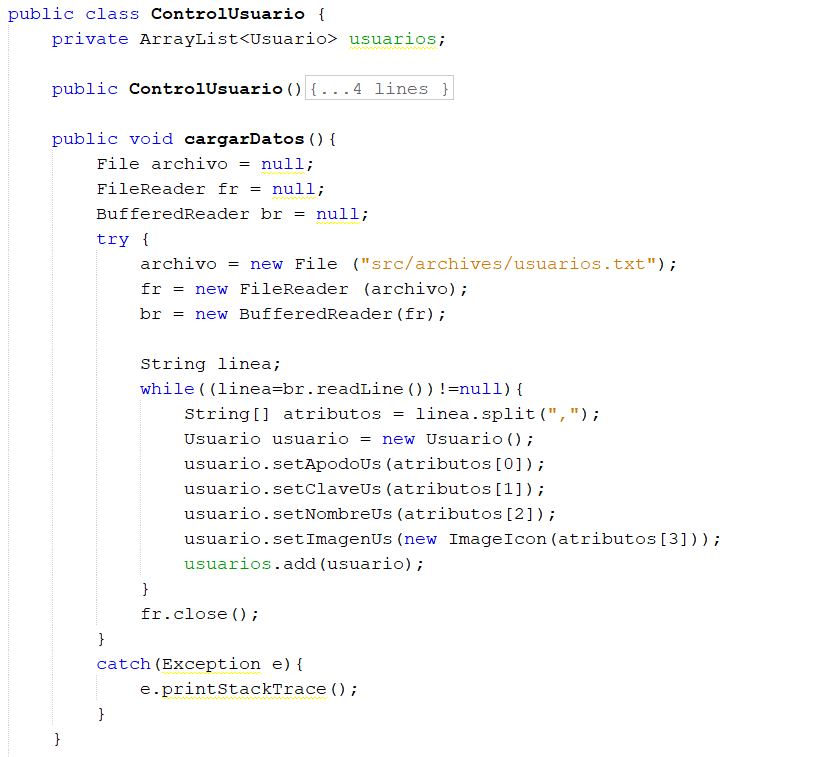 public class ControlUsuario {
    private ArrayList<Usuario> usuarios;

    public ControlUsuario(){...4 lines }

    public void cargarDatos(){
        File archivo = null;
        FileReader fr = null;
        BufferedReader br = null;
        try {
            archivo = new File ("src/archives/usuarios.txt");
            fr = new FileReader (archivo);
            br = new BufferedReader(fr);

            String linea;
            while((linea=br.readLine())!=null){
                String[] atributos = linea.split(",");
                Usuario usuario = new Usuario();
                usuario.setApodoUs(atributos[0]);
                usuario.setClaveUs(atributos[1]);
                usuario.setNombreUs(atributos[2]);
                usuario.setImagenUs(new ImageIcon(atributos[3]));
                usuarios.add(usuario);
            }
            fr.close();
        }
        catch(Exception e){
            e.printStackTrace();
        }
    }